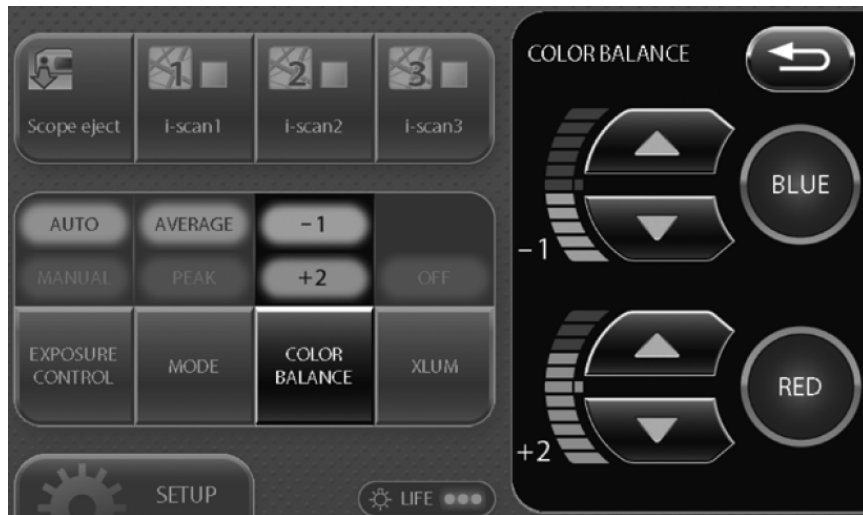 COLOR BALANCE
1
2
3
Scope eject
i-scan1
i-scan2
i-scan3
BLUE
AUTO
AVERAGE
-1
-1
MANUAL
PEAK
+2
OFF
EXPOSURE
CONTROL
MODE
COLOR
BALANCE
XLUM
RED
+2
SETUP
LIFE